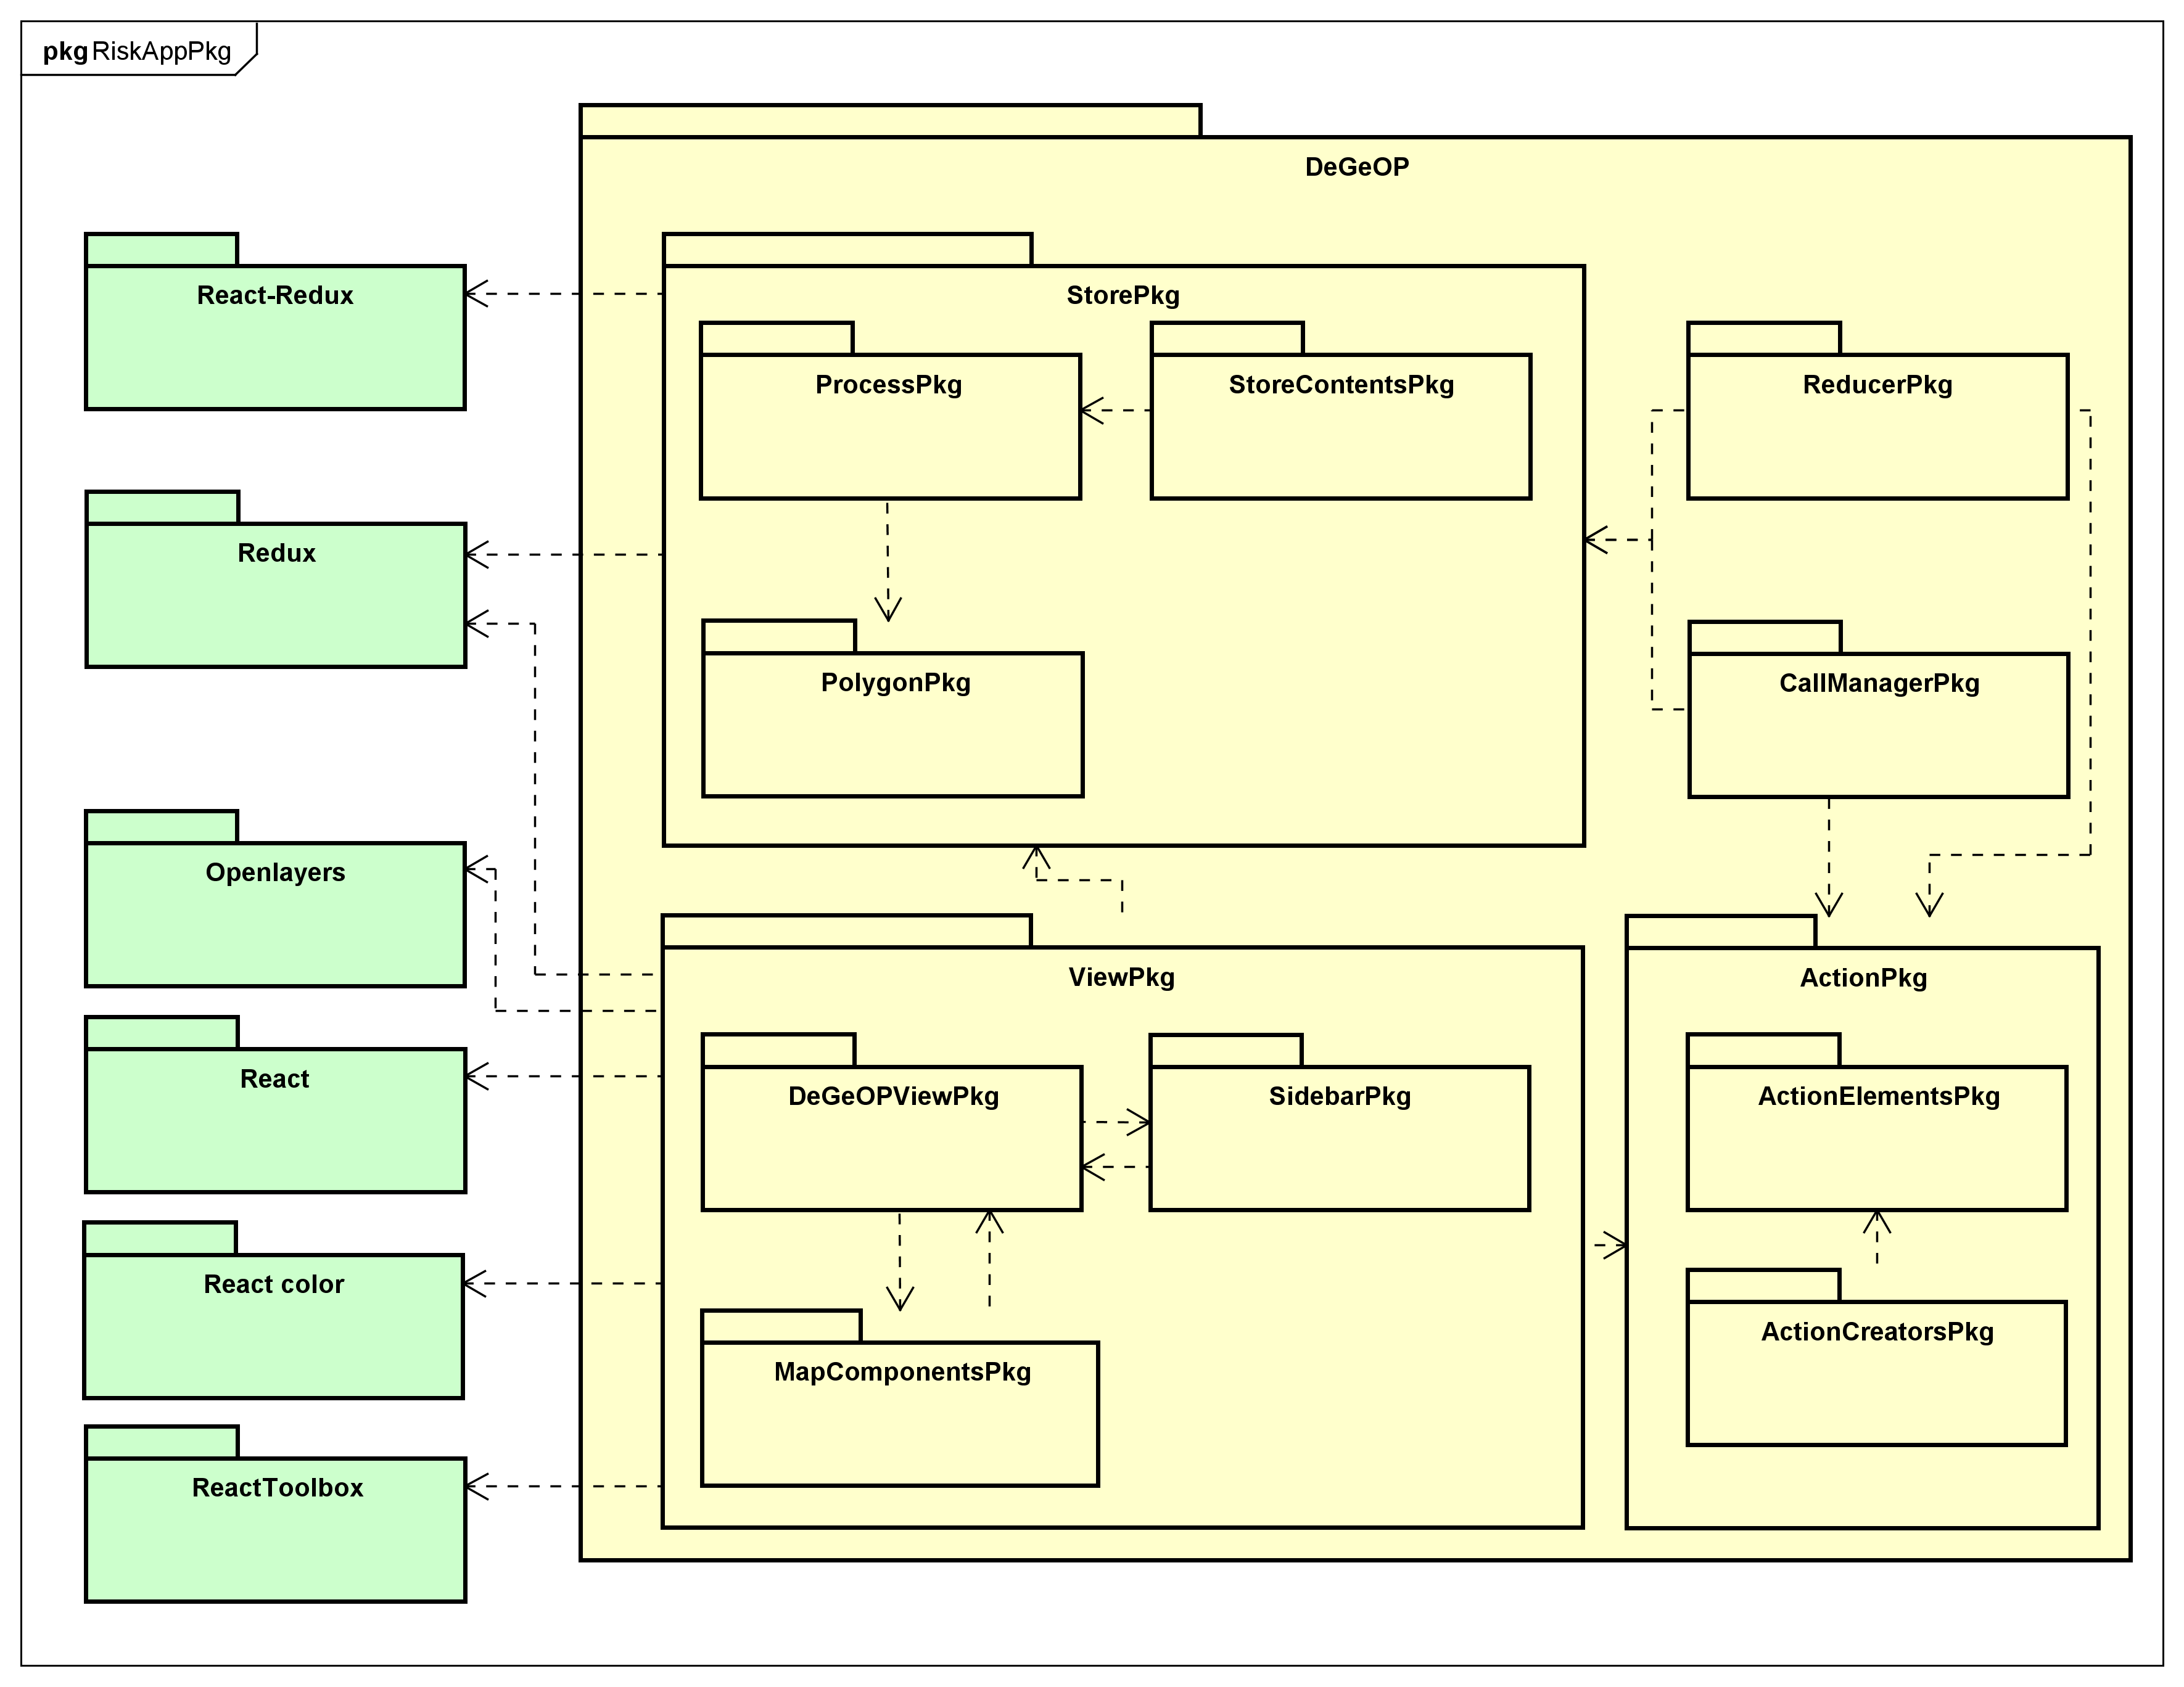 pkg RiskAppPkg
DeGeOP
React-Redux
StorePkg
ProcessPkg
StoreContentsPkg
ReducerPkg
Redux
PolygonPkg
CallManagerPkg
Openlayers
ViewPkg
ActionPkg
React
DeGeOPViewPkg
SidebarPkg
ActionElementsPkg
React color
MapComponentsPkg
ActionCreatorsPkg
ReactToolbox